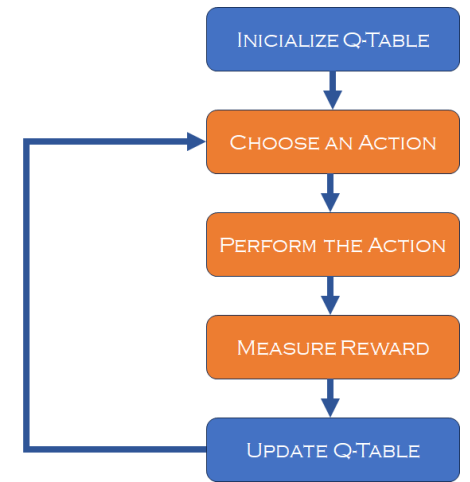 Inicialize Q-Table
Choose an Action
Perform the Action
Measure Reward
Update Q-Table